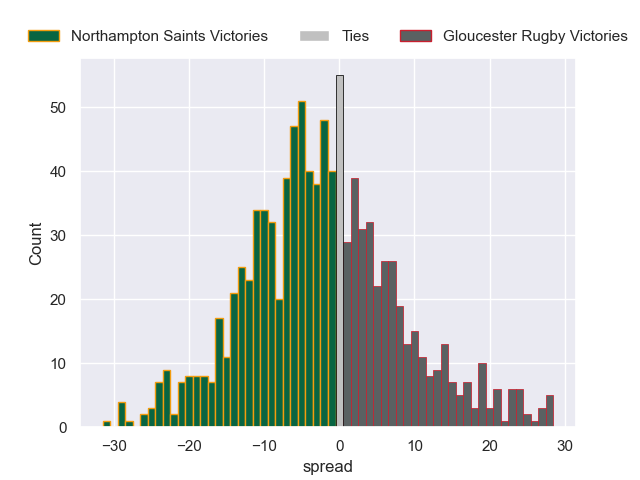 Northampton Saints Victories Ties Gloucester Rugby Victories
50
40
30
20
10
0
Count
−30 −20 −10 0 10 20 30
spread